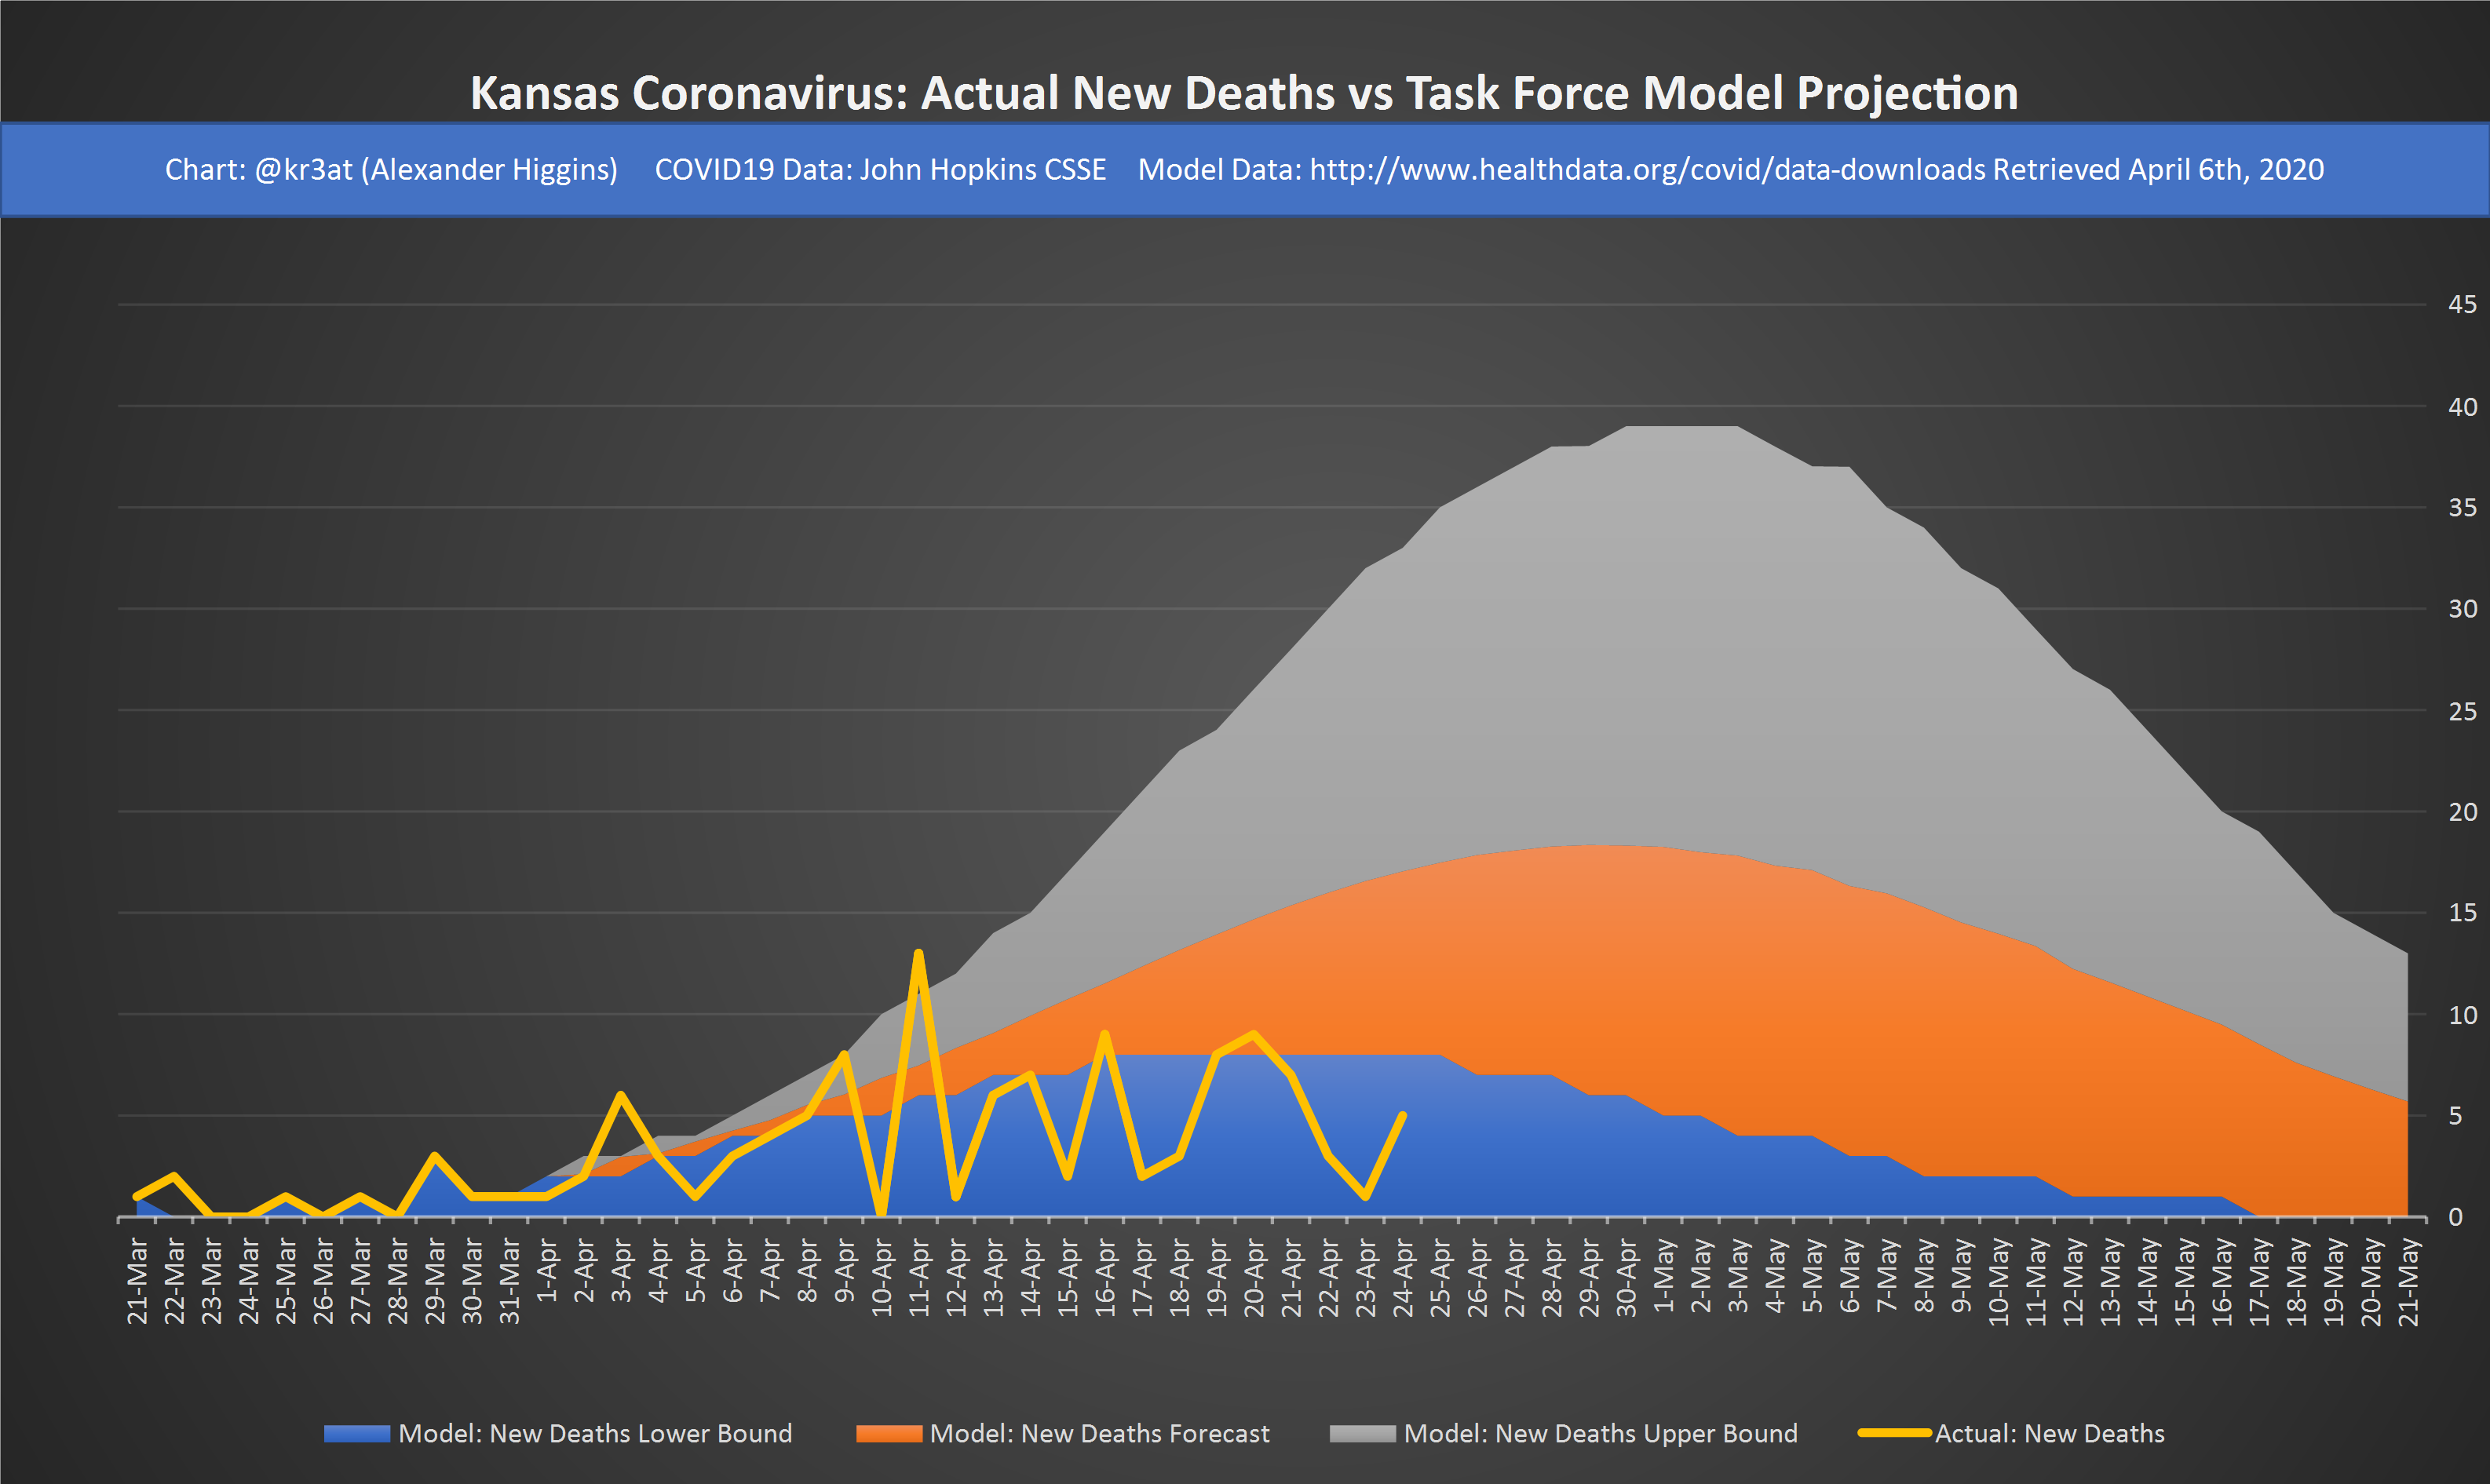 Kansas Coronavirus: Actual New Deaths vs Task Force Model Projection
Chart: @kr3at (Alexander Higgins) COVID19 Data: John Hopkins CSSE Model Data: http://www.healthdata.org/covid/data-downloads Retrieved April 6th, 2020
45
40
35
30
25
20
15
10
5
0
21-Mar
22-Mar
23-Mar
24-Mar
25-Mar
26-Mar
27-Mar
28-Mar
29-Mar
30-Mar
31-Mar
1-Apr
2-Apr
3-Apr
4-Apr
5-Apr
6-Apr
7-Apr
8-Apr
9-Apr
10-Apr
11-Apr
12-Apr
13-Apr
14-Apr
15-Apr
16-Apr
17-Apr
18-Apr
19-Apr
20-Apr
21-Apr
22-Apr
23-Apr
24-Apr
25-Apr
26-Apr
27-Apr
28-Apr
29-Apr
30-Apr
1-May
2-May
3-May
4-May
5-May
6-May
7-May
8-May
9-May
10-May
11-May
12-May
13-May
14-May
15-May
16-May
17-May
18-May
19-May
20-May
21-May
Model: New Deaths Lower Bound Model: New Deaths Forecast Model: New Deaths Upper Bound Actual: New Deaths